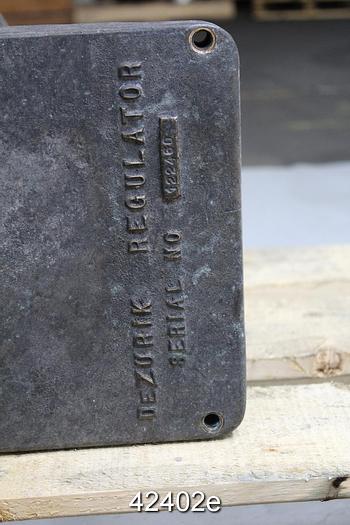 DEZURIK REGULATOR
SERIAL NO
42402e